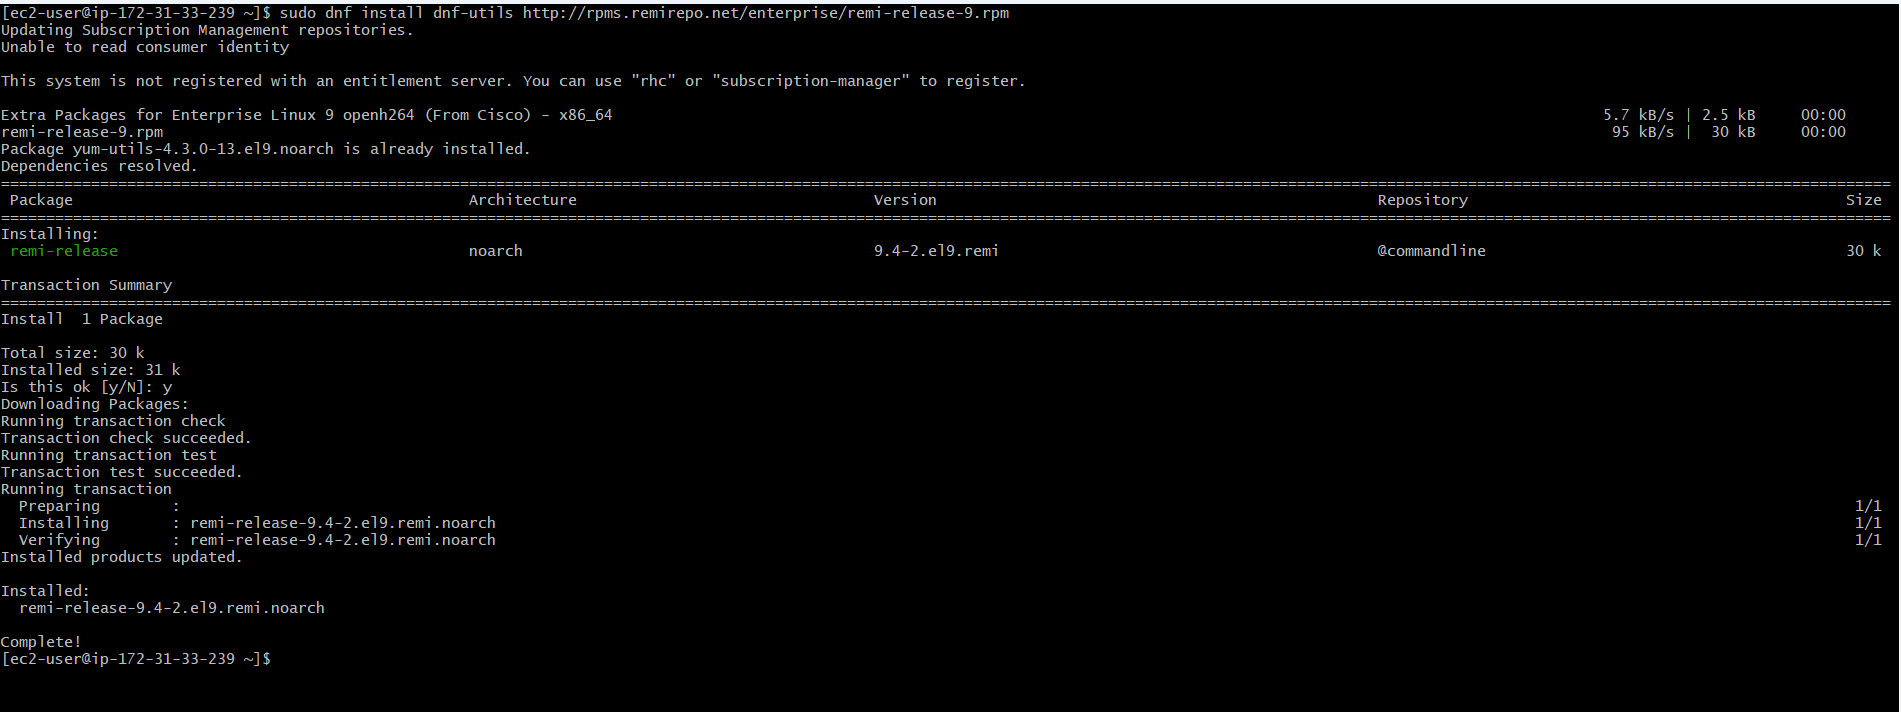 [ec2-user@ip-172-31-33-239 ~]$ sudo dnf install dnf-utils http://rpms.remirepo.net/enterprise/remi-release-9.rpm
Updating Subscription Management repositories.
Unable to read consumer identity
This system is not registered with an entitlement server. You can use "rhc" or "subscription-manager" to register.
Extra Packages for Enterprise Linux 9 openh264 (From Cisco) - x86_64 5.7 kB/s | 2.5 kB 00:00
remi-release-9.rpm 95 kB/s | 30 kB 00:00
Package yum-utils-4.3.0-13.el9.noarch is already installed.
Dependencies resolved.
Package Architecture Version Repository Size
Installing:
remi-release noarch 9.4-2.el9.remi @commandline 30 k
Transaction Summary
Install 1 Package
Total size: 30 k
Installed size: 31 k
Is this ok [y/N]: y
Downloading Packages:
Running transaction check
Transaction check succeeded.
Running transaction test
Transaction test succeeded.
Running transaction
Preparing : 1/1
Installing : remi-release-9.4-2.el9.remi.noarch 1/1
Verifying : remi-release-9.4-2.el9.remi.noarch 1/1
Installed products updated.
Installed:
remi-release-9.4-2.el9.remi.noarch
Complete!
[ec2-user@ip-172-31-33-239 ~]$